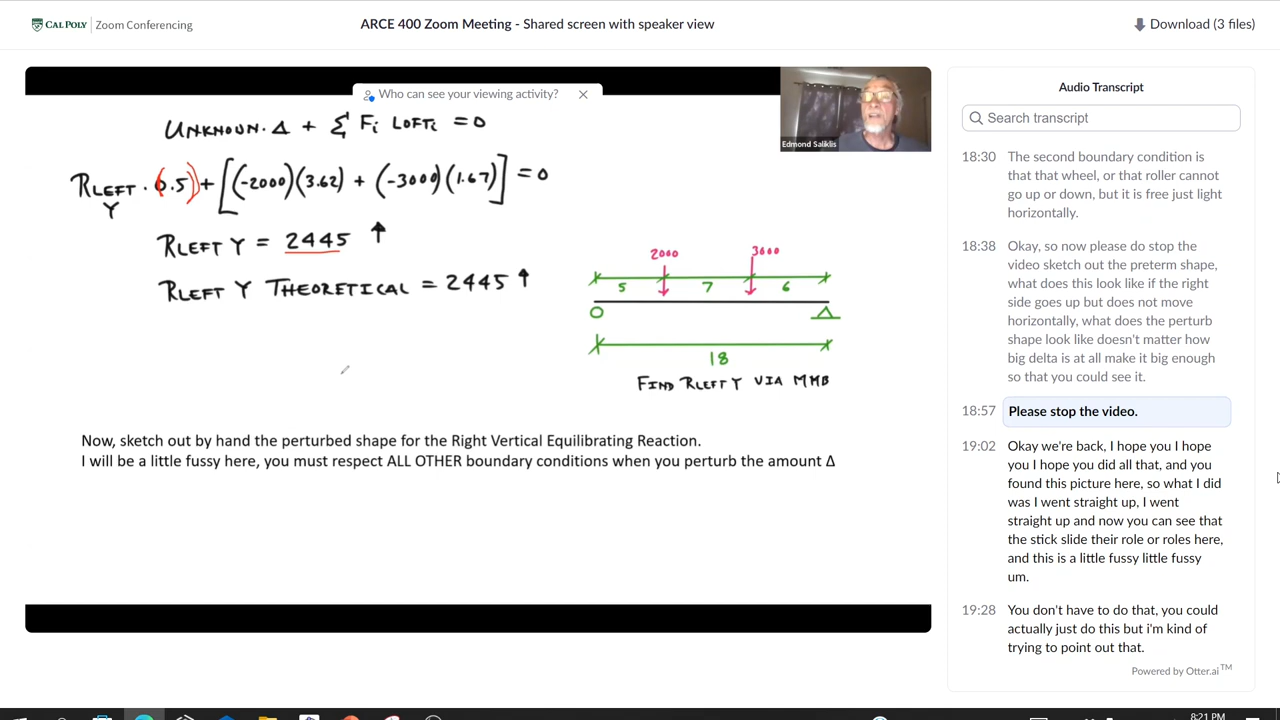 CAL POLY | Zoom Conferencing
ARCE 400 Zoom Meeting - Shared screen with speaker view
Download (3 files)
Who can see your viewing activity?
Edmond Saliklis
UNKNOWN · Δ + Σ Fi LOFTi = 0
RLEFT Y · (0.5) + [(-2000)(3.62) + (-3000)(1.67)] = 0
RLEFT Y = 2445 ↑
RLEFT Y THEORETICAL = 2445 ↑
2000 3000
5 7 6
18
FIND RLEFT Y VIA MMB
Now, sketch out by hand the perturbed shape for the Right Vertical Equilibrating Reaction.
I will be a little fussy here, you must respect ALL OTHER boundary conditions when you perturb the amount Δ
Audio Transcript
Search transcript
18:30 The second boundary condition is
that that wheel, or that roller cannot
go up or down, but it is free just light
horizontally.
18:38 Okay, so now please do stop the
video sketch out the preterm shape,
what does this look like if the right
side goes up but does not move
horizontally, what does the perturb
shape look like doesn't matter how
big delta is at all make it big enough
so that you could see it.
18:57 Please stop the video.
19:02 Okay we're back, I hope you I hope
you I hope you did all that, and you
found this picture here, so what I did
was I went straight up, I went
straight up and now you can see that
the stick slide their role or roles here,
and this is a little fussy little fussy
um.
19:28 You don't have to do that, you could
actually just do this but i'm kind of
trying to point out that.
Powered by Otter.ai TM
8:21 PM